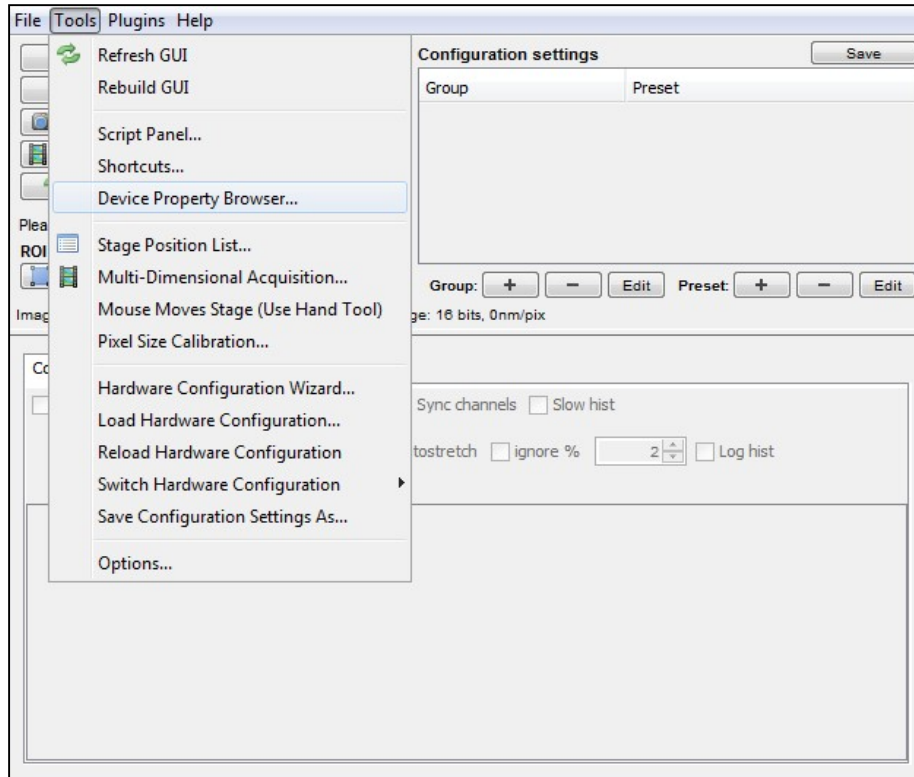 File Tools Plugins Help
Refresh GUI
Rebuild GUI
Script Panel...
Shortcuts...
Device Property Browser...
Stage Position List...
Multi-Dimensional Acquisition...
Mouse Moves Stage (Use Hand Tool)
Pixel Size Calibration...
Hardware Configuration Wizard...
Load Hardware Configuration...
Reload Hardware Configuration
Switch Hardware Configuration
Save Configuration Settings As...
Options...
Configuration settings Save
Group Preset
Plea
ROI
Group: + − Edit Preset: + − Edit
Imag ge: 16 bits, 0nm/pix
Co
Sync channels Slow hist
tostretch ignore % 2 Log hist